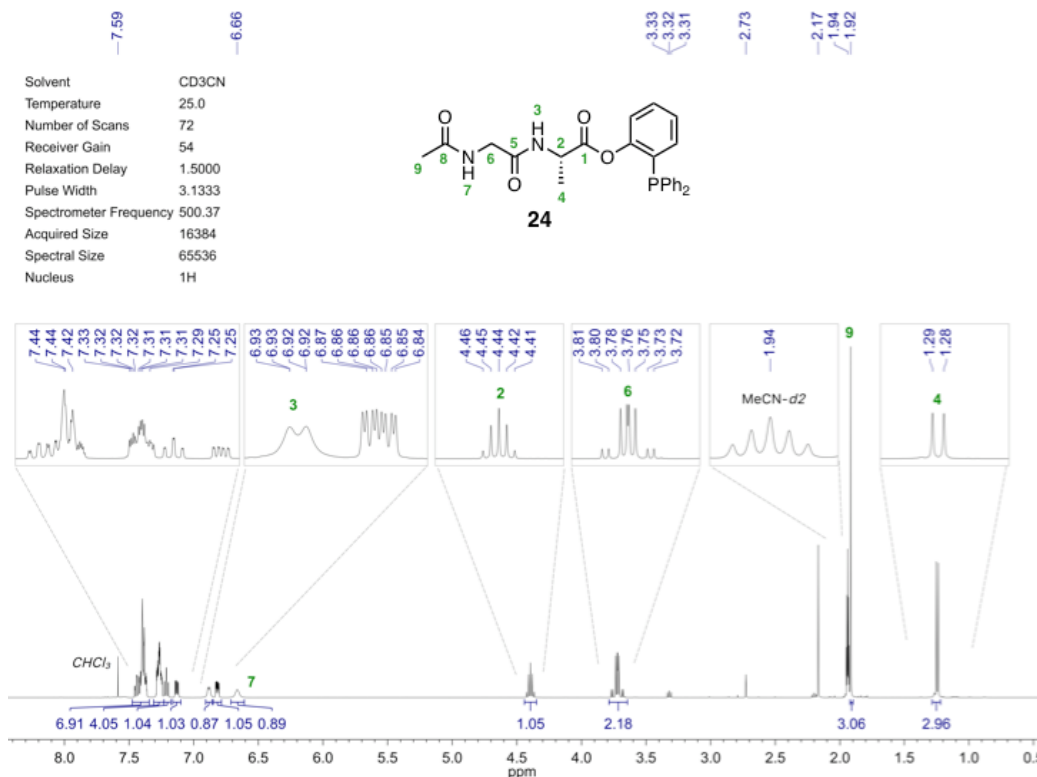 7.59
6.66
3.33
3.32
3.31
2.73
2.17
1.94
1.92
Solvent CD3CN
Temperature 25.0
Number of Scans 72
Receiver Gain 54
Relaxation Delay 1.5000
Pulse Width 3.1333
Spectrometer Frequency 500.37
Acquired Size 16384
Spectral Size 65536
Nucleus 1H
O
8
9
N
H
7
6
5
O
3
H
N
2
4
O
1
O
PPh2
24
7.44
7.44
7.42
7.33
7.32
7.32
7.32
7.31
7.31
7.31
7.29
7.25
7.25
6.93
6.93
6.92
6.92
6.87
6.86
6.86
6.86
6.85
6.85
6.84
4.46
4.45
4.44
4.42
4.41
3.81
3.80
3.78
3.76
3.75
3.73
3.72
1.94
9
1.29
1.28
3
2
6
MeCN-d2
4
CHCl3
7
6.91 4.05 1.04 1.03 0.87 1.05 0.89 1.05 2.18 3.06 2.96
8.0 7.5 7.0 6.5 6.0 5.5 5.0 4.5 4.0 3.5 3.0 2.5 2.0 1.5 1.0 0.5
ppm